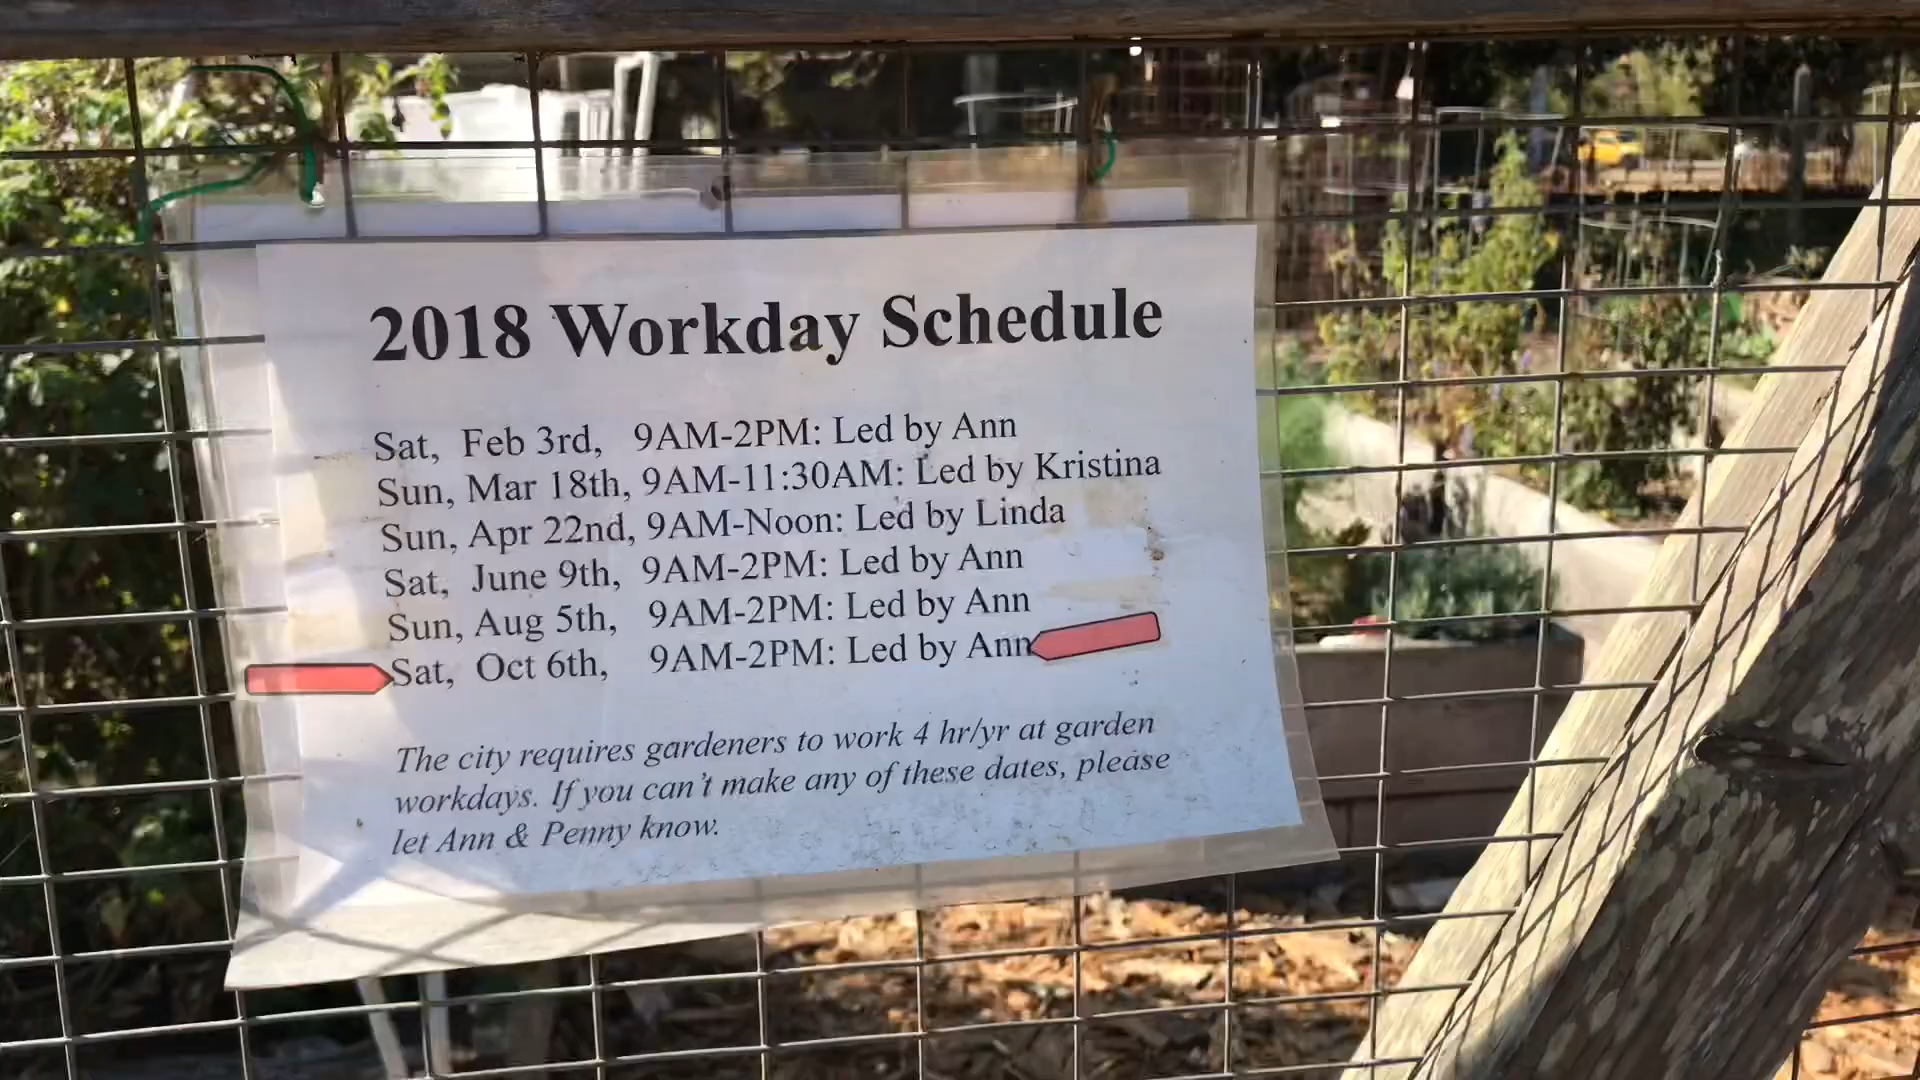 2018 Workday Schedule
Sat, Feb 3rd, 9AM-2PM: Led by Ann
Sun, Mar 18th, 9AM-11:30AM: Led by Kristina
Sun, Apr 22nd, 9AM-Noon: Led by Linda
Sat, June 9th, 9AM-2PM: Led by Ann
Sun, Aug 5th, 9AM-2PM: Led by Ann
Sat, Oct 6th, 9AM-2PM: Led by Ann
The city requires gardeners to work 4 hr/yr at garden
workdays. If you can't make any of these dates, please
let Ann & Penny know.